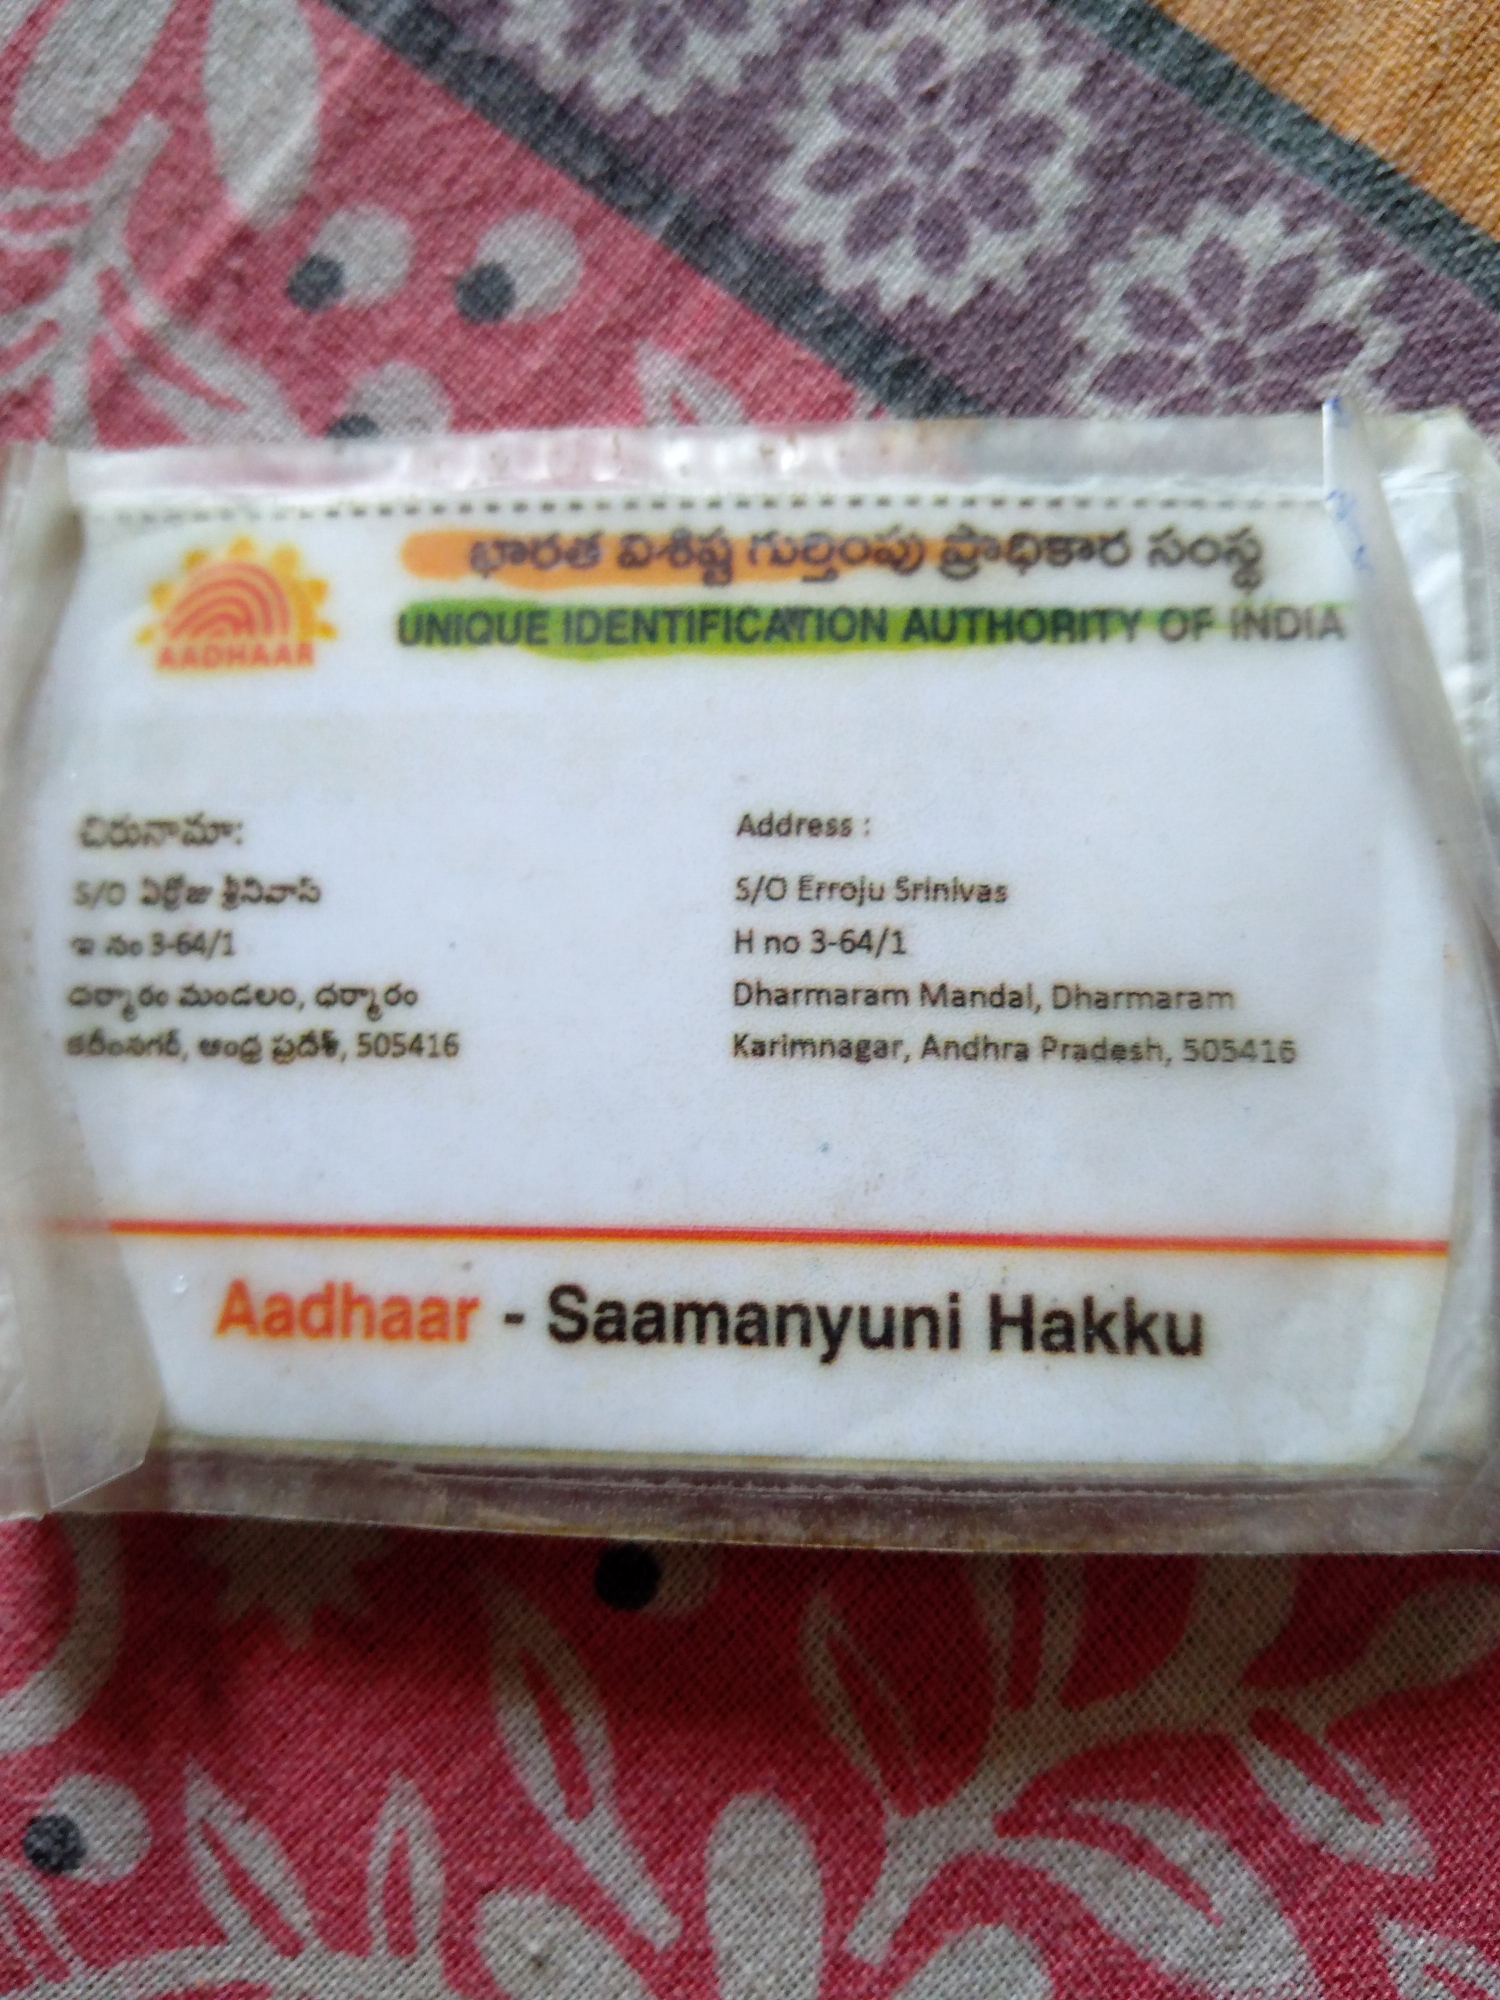 భారత విశిష్ట గుర్తింపు ప్రాధికార సంస్థ
AADHAAR
UNIQUE IDENTIFICATION AUTHORITY OF INDIA
చిరునామా:
S/O ఏర్రోజు శ్రీనివాస్
ఇ నం 3-64/1
ధర్మారం మండలం, ధర్మారం
కరీంనగర్, ఆంధ్ర ప్రదేశ్, 505416
Address :
S/O Erroju Srinivas
H no 3-64/1
Dharmaram Mandal, Dharmaram
Karimnagar, Andhra Pradesh, 505416
Aadhaar - Saamanyuni Hakku